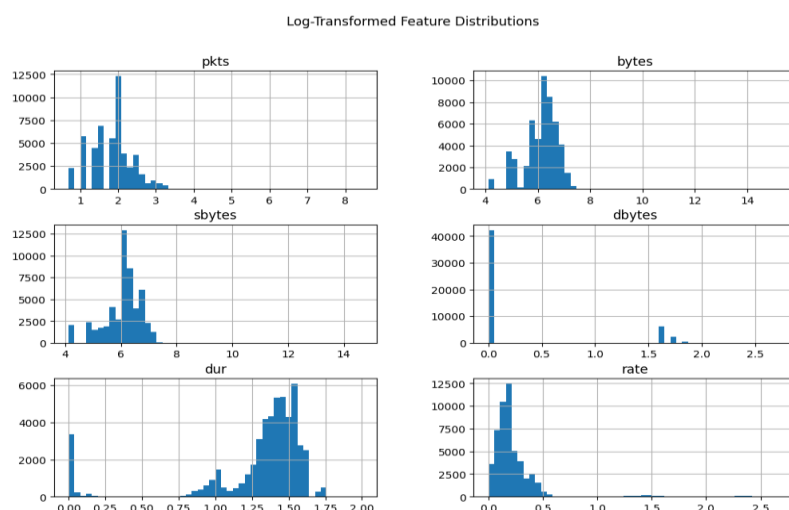 Log-Transformed Feature Distributions
pkts
12500
10000
7500
5000
2500
0
1 2 3 4 5 6 7 8
bytes
10000
8000
6000
4000
2000
0
4 6 8 10 12 14
sbytes
12500
10000
7500
5000
2500
0
4 6 8 10 12 14
dbytes
40000
30000
20000
10000
0
0.0 0.5 1.0 1.5 2.0 2.5
dur
6000
4000
2000
0
0.00 0.25 0.50 0.75 1.00 1.25 1.50 1.75 2.00
rate
12500
10000
7500
5000
2500
0
0.0 0.5 1.0 1.5 2.0 2.5